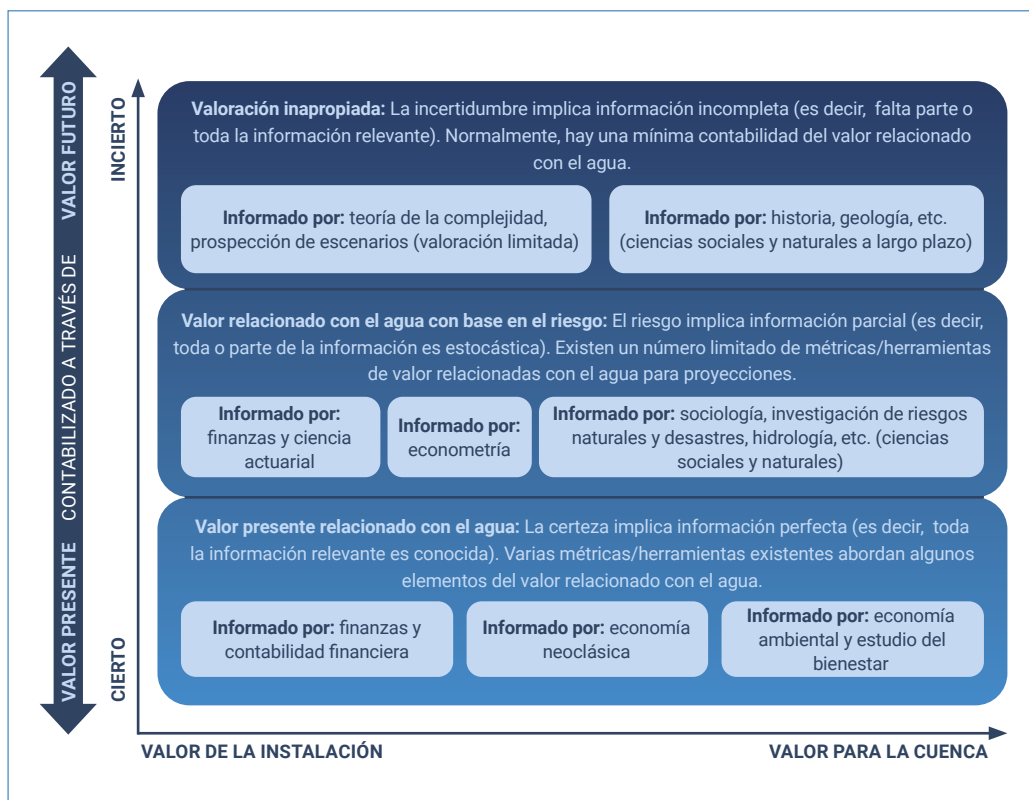 VALOR FUTURO
CONTABILIZADO A TRAVÉS DE
VALOR PRESENTE
INCIERTO
CIERTO
Valoración inapropiada: La incertidumbre implica información incompleta (es decir, falta parte o
toda la información relevante). Normalmente, hay una mínima contabilidad del valor relacionado
con el agua.
Informado por: teoría de la complejidad,
prospección de escenarios (valoración limitada)
Informado por: historia, geología, etc.
(ciencias sociales y naturales a largo plazo)
Valor relacionado con el agua con base en el riesgo: El riesgo implica información parcial (es decir,
toda o parte de la información es estocástica). Existen un número limitado de métricas/herramientas
de valor relacionadas con el agua para proyecciones.
Informado por:
finanzas y ciencia
actuarial
Informado por:
econometría
Informado por: sociología, investigación de riesgos
naturales y desastres, hidrología, etc. (ciencias
sociales y naturales)
Valor presente relacionado con el agua: La certeza implica información perfecta (es decir, toda
la información relevante es conocida). Varias métricas/herramientas existentes abordan algunos
elementos del valor relacionado con el agua.
Informado por: finanzas y
contabilidad financiera
Informado por: economía
neoclásica
Informado por: economía
ambiental y estudio del
bienestar
VALOR DE LA INSTALACIÓN
VALOR PARA LA CUENCA